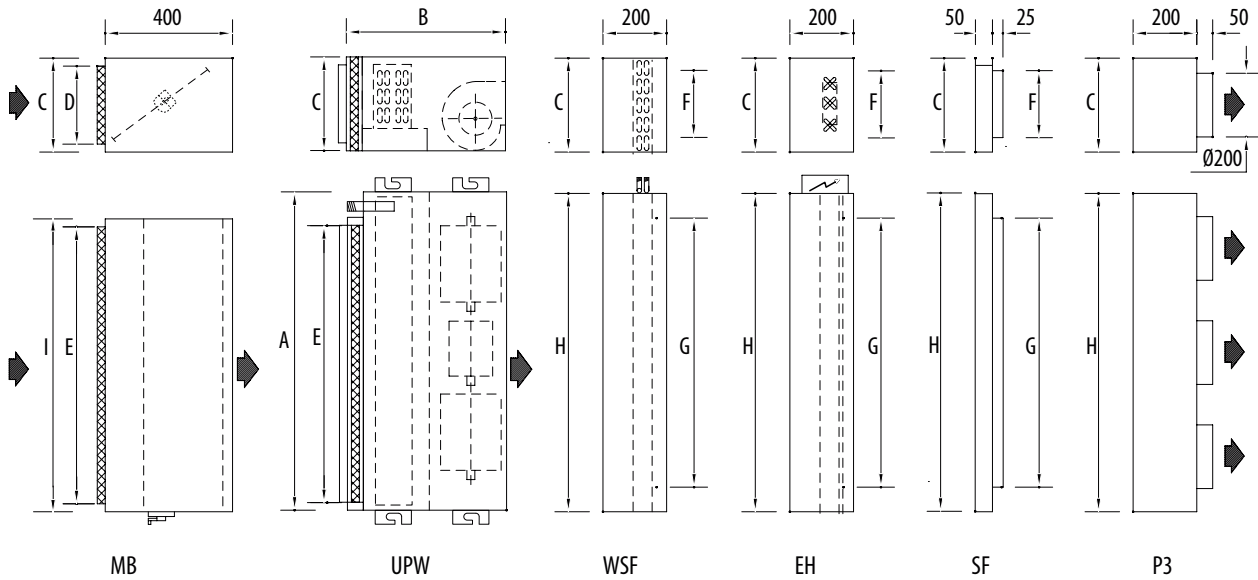 400 B 200 200 50 25 200 50
C D C C F C F C F C
Ø200
I E A E H G H G H G H
MB UPW WSF EH SF P3